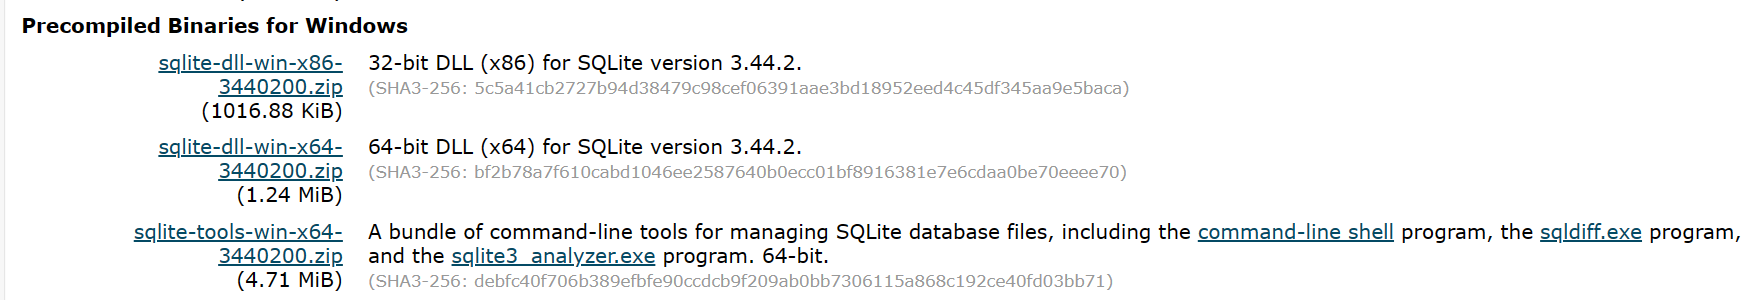 Precompiled Binaries for Windows
sqlite-dll-win-x86-
3440200.zip
(1016.88 KiB)
32-bit DLL (x86) for SQLite version 3.44.2.
(SHA3-256: 5c5a41cb2727b94d38479c98cef06391aae3bd18952eed4c45df345aa9e5baca)
sqlite-dll-win-x64-
3440200.zip
(1.24 MiB)
64-bit DLL (x64) for SQLite version 3.44.2.
(SHA3-256: bf2b78a7f610cabd1046ee2587640b0ecc01bf8916381e7e6cdaa0be70eeee70)
sqlite-tools-win-x64-
3440200.zip
(4.71 MiB)
A bundle of command-line tools for managing SQLite database files, including the command-line shell program, the sqldiff.exe program,
and the sqlite3_analyzer.exe program. 64-bit.
(SHA3-256: debfc40f706b389efbfe90ccdcb9f209ab0bb7306115a868c192ce40fd03bb71)